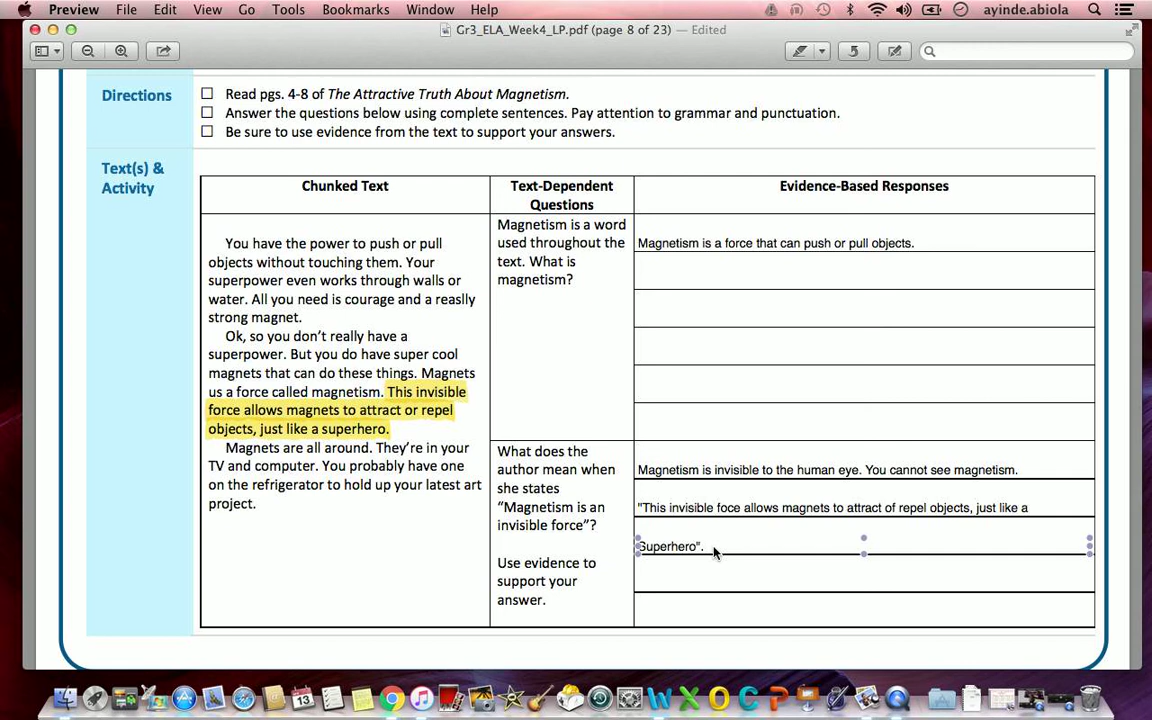 Preview File Edit View Go Tools Bookmarks Window Help ayinde.abiola
Gr3_ELA_Week4_LP.pdf (page 8 of 23) — Edited
Directions
Read pgs. 4-8 of The Attractive Truth About Magnetism.
Answer the questions below using complete sentences. Pay attention to grammar and punctuation.
Be sure to use evidence from the text to support your answers.
Text(s) &
Activity
Chunked Text
Text-Dependent
Questions
Evidence-Based Responses
You have the power to push or pull
objects without touching them. Your
superpower even works through walls or
water. All you need is courage and a reaslly
strong magnet.
Ok, so you don't really have a
superpower. But you do have super cool
magnets that can do these things. Magnets
us a force called magnetism. This invisible
force allows magnets to attract or repel
objects, just like a superhero.
Magnets are all around. They're in your
TV and computer. You probably have one
on the refrigerator to hold up your latest art
project.
Magnetism is a word
used throughout the
text. What is
magnetism?
Magnetism is a force that can push or pull objects.
What does the
author mean when
she states
"Magnetism is an
invisible force"?
Use evidence to
support your
answer.
Magnetism is invisible to the human eye. You cannot see magnetism.
"This invisible foce allows magnets to attract of repel objects, just like a
Superhero".